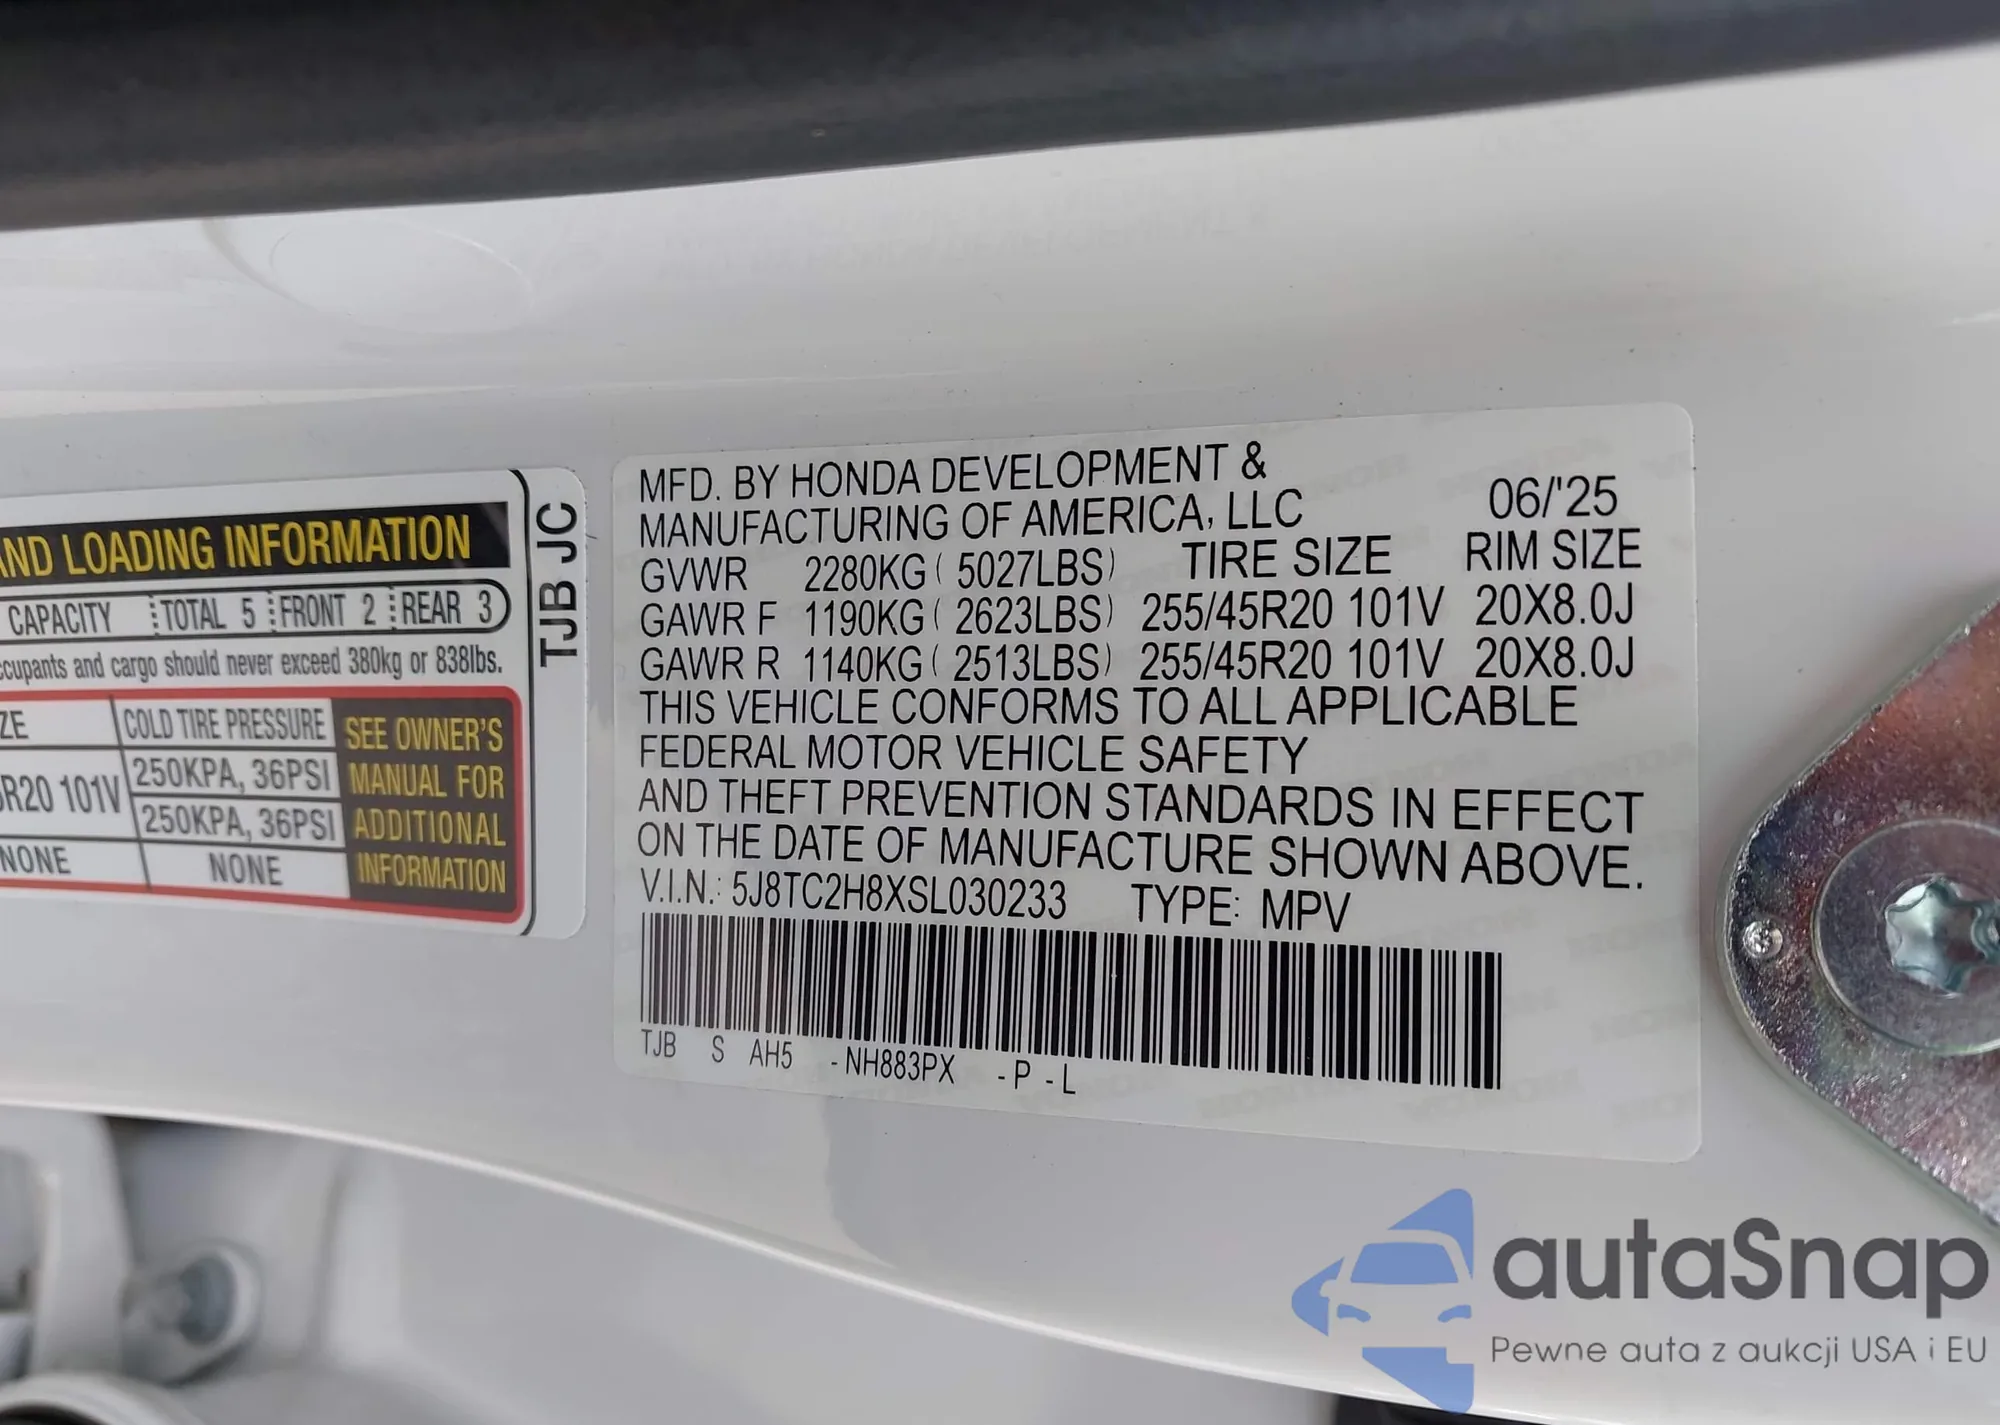 AND LOADING INFORMATION
CAPACITY TOTAL 5 FRONT 2 REAR 3
occupants and cargo should never exceed 380kg or 838lbs.
COLD TIRE PRESSURE
R20 101V
250KPA, 36PSI
250KPA, 36PSI
NONE
NONE
SEE OWNER'S
MANUAL FOR
ADDITIONAL
INFORMATION
TJB JC
MFD. BY HONDA DEVELOPMENT &
MANUFACTURING OF AMERICA, LLC 06/'25
GVWR 2280KG ( 5027LBS) TIRE SIZE RIM SIZE
GAWR F 1190KG ( 2623LBS) 255/45R20 101V 20X8.0J
GAWR R 1140KG ( 2513LBS) 255/45R20 101V 20X8.0J
THIS VEHICLE CONFORMS TO ALL APPLICABLE
FEDERAL MOTOR VEHICLE SAFETY
AND THEFT PREVENTION STANDARDS IN EFFECT
ON THE DATE OF MANUFACTURE SHOWN ABOVE.
V.I.N.: 5J8TC2H8XSL030233 TYPE: MPV
TJB S AH5 -NH883PX -P -L
autaSnap
Pewne auta z aukcji USA i EU